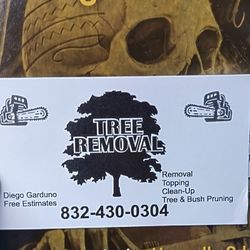 TREE
REMOVAL
Removal
Topping
Clean-Up
Tree & Bush Pruning
Diego Garduno
Free Estimates
832-430-0304